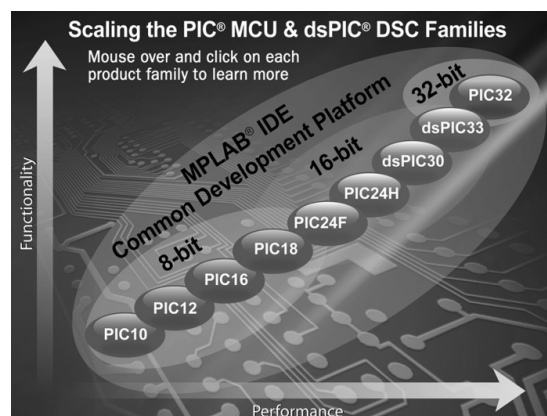 Scaling the PIC® MCU & dsPIC® DSC Families
Mouse over and click on each
product family to learn more
32-bit
PIC32
MPLAB® IDE
Common Development Platform
dsPIC33
16-bit
dsPIC30
PIC24H
PIC24F
8-bit
PIC18
PIC16
PIC12
PIC10
Functionality
Performance